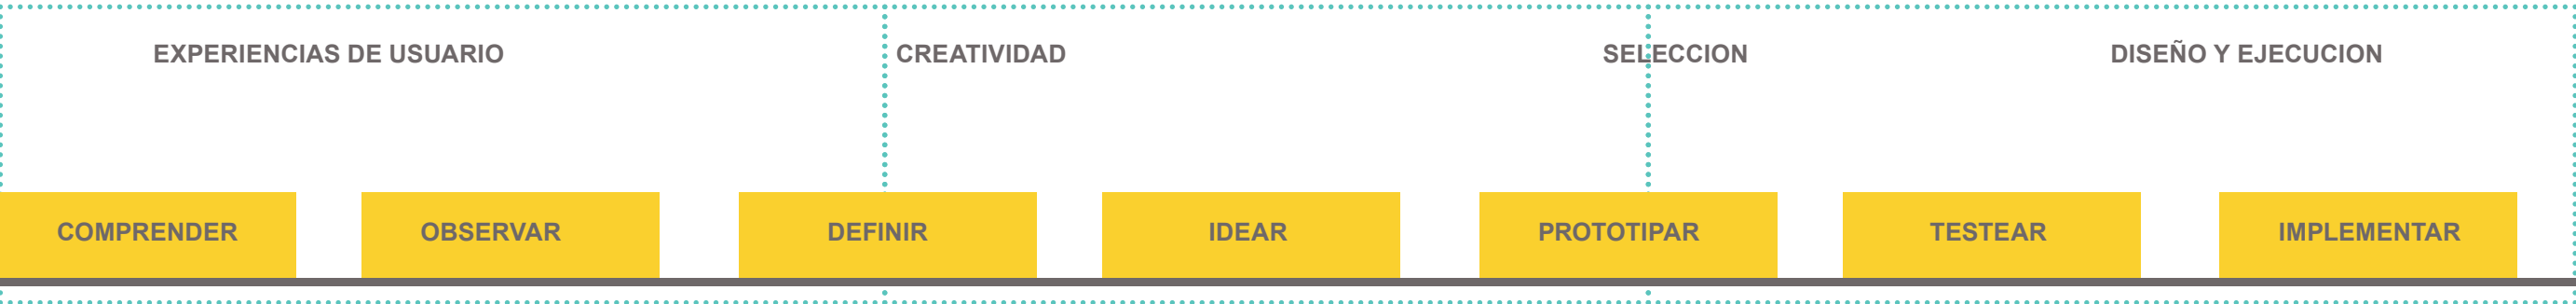 EXPERIENCIAS DE USUARIO
CREATIVIDAD
SELECCION
DISEÑO Y EJECUCION
COMPRENDER
OBSERVAR
DEFINIR
IDEAR
PROTOTIPAR
TESTEAR
IMPLEMENTAR